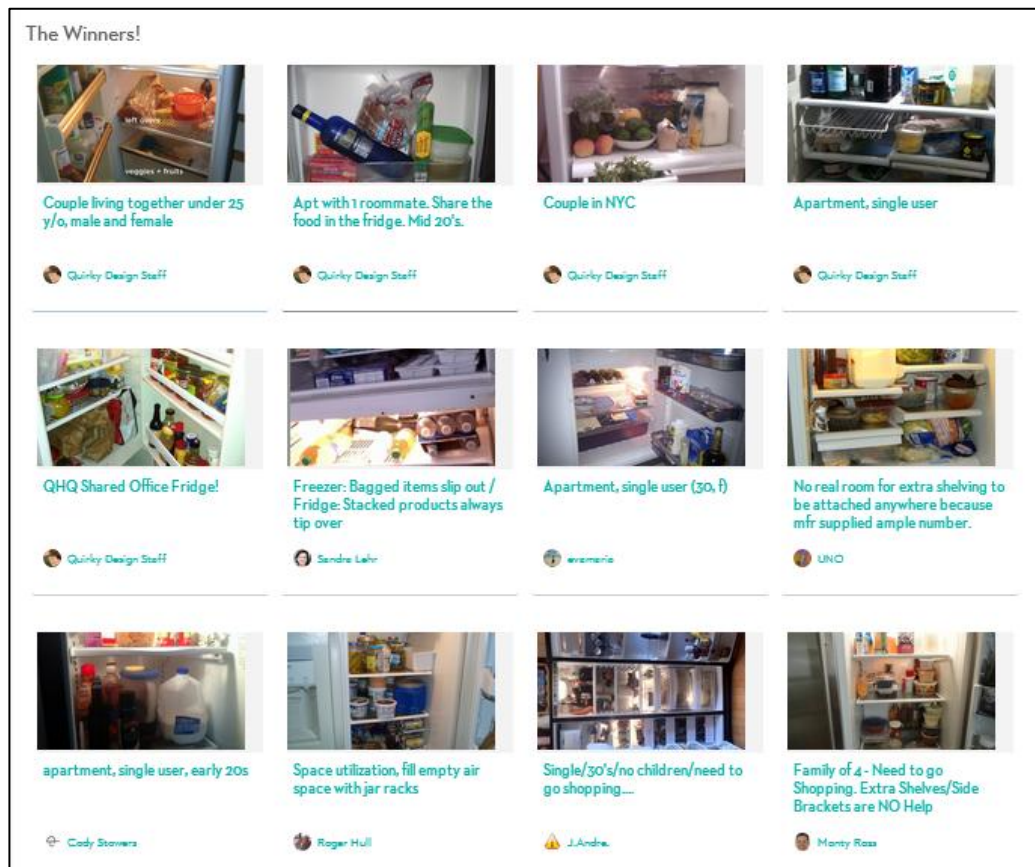 The Winners!
left overs
veggies + fruits
Couple living together under 25
y/o, male and female
Quirky Design Staff
Apt with 1 roommate. Share the
food in the fridge. Mid 20's.
Quirky Design Staff
Couple in NYC
Quirky Design Staff
Apartment, single user
Quirky Design Staff
QHQ Shared Office Fridge!
Quirky Design Staff
Freezer: Bagged items slip out /
Fridge: Stacked products always
tip over
Sandra Lehr
Apartment, single user (30, f)
evamaria
No real room for extra shelving to
be attached anywhere because
mfr supplied ample number.
UNO
apartment, single user, early 20s
Cody Stowers
Space utilization, fill empty air
space with jar racks
Roger Hull
Single/30's/no children/need to
go shopping....
J.Andre.
Family of 4 - Need to go
Shopping. Extra Shelves/Side
Brackets are NO Help
Monty Ross